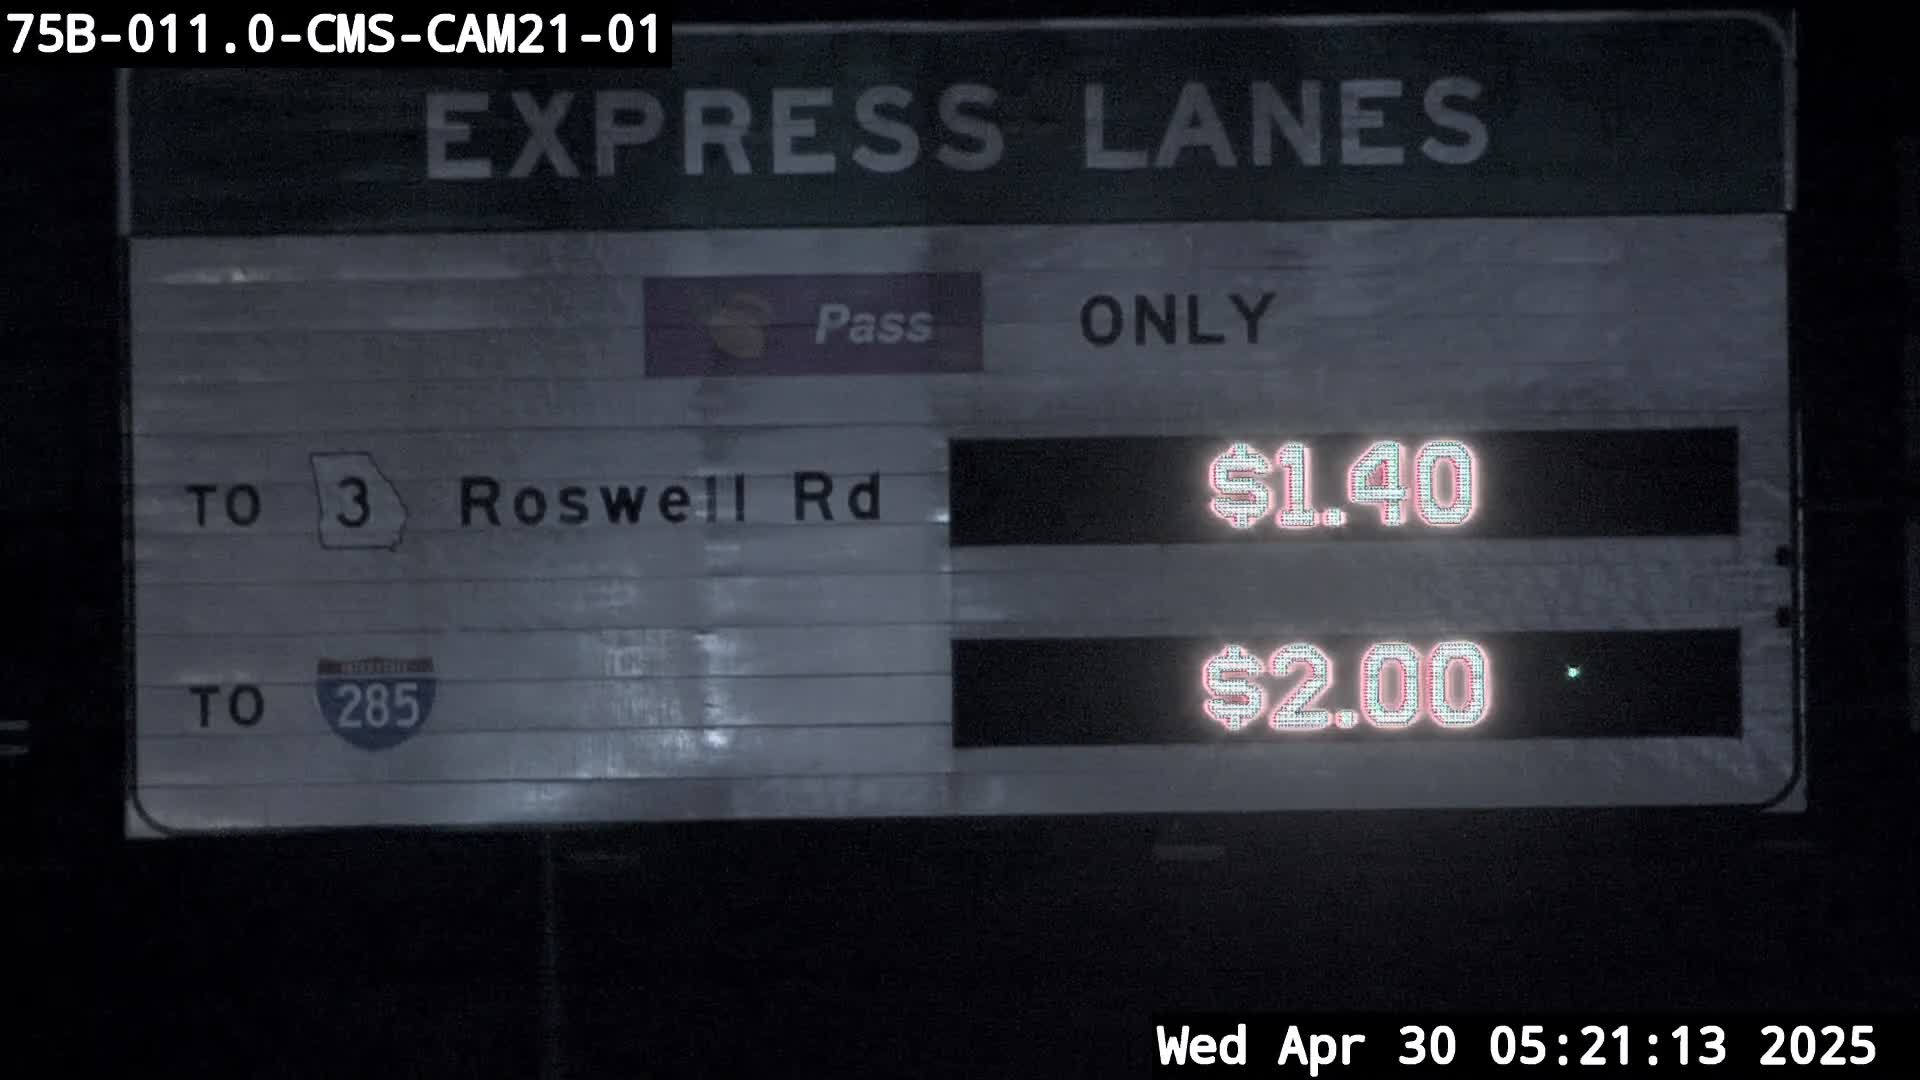 75B-011.0-CMS-CAM21-01
EXPRESS LANES
Pass ONLY
TO 3 Roswell Rd $1.40
TO 285 $2.00
Wed Apr 30 05:21:13 2025